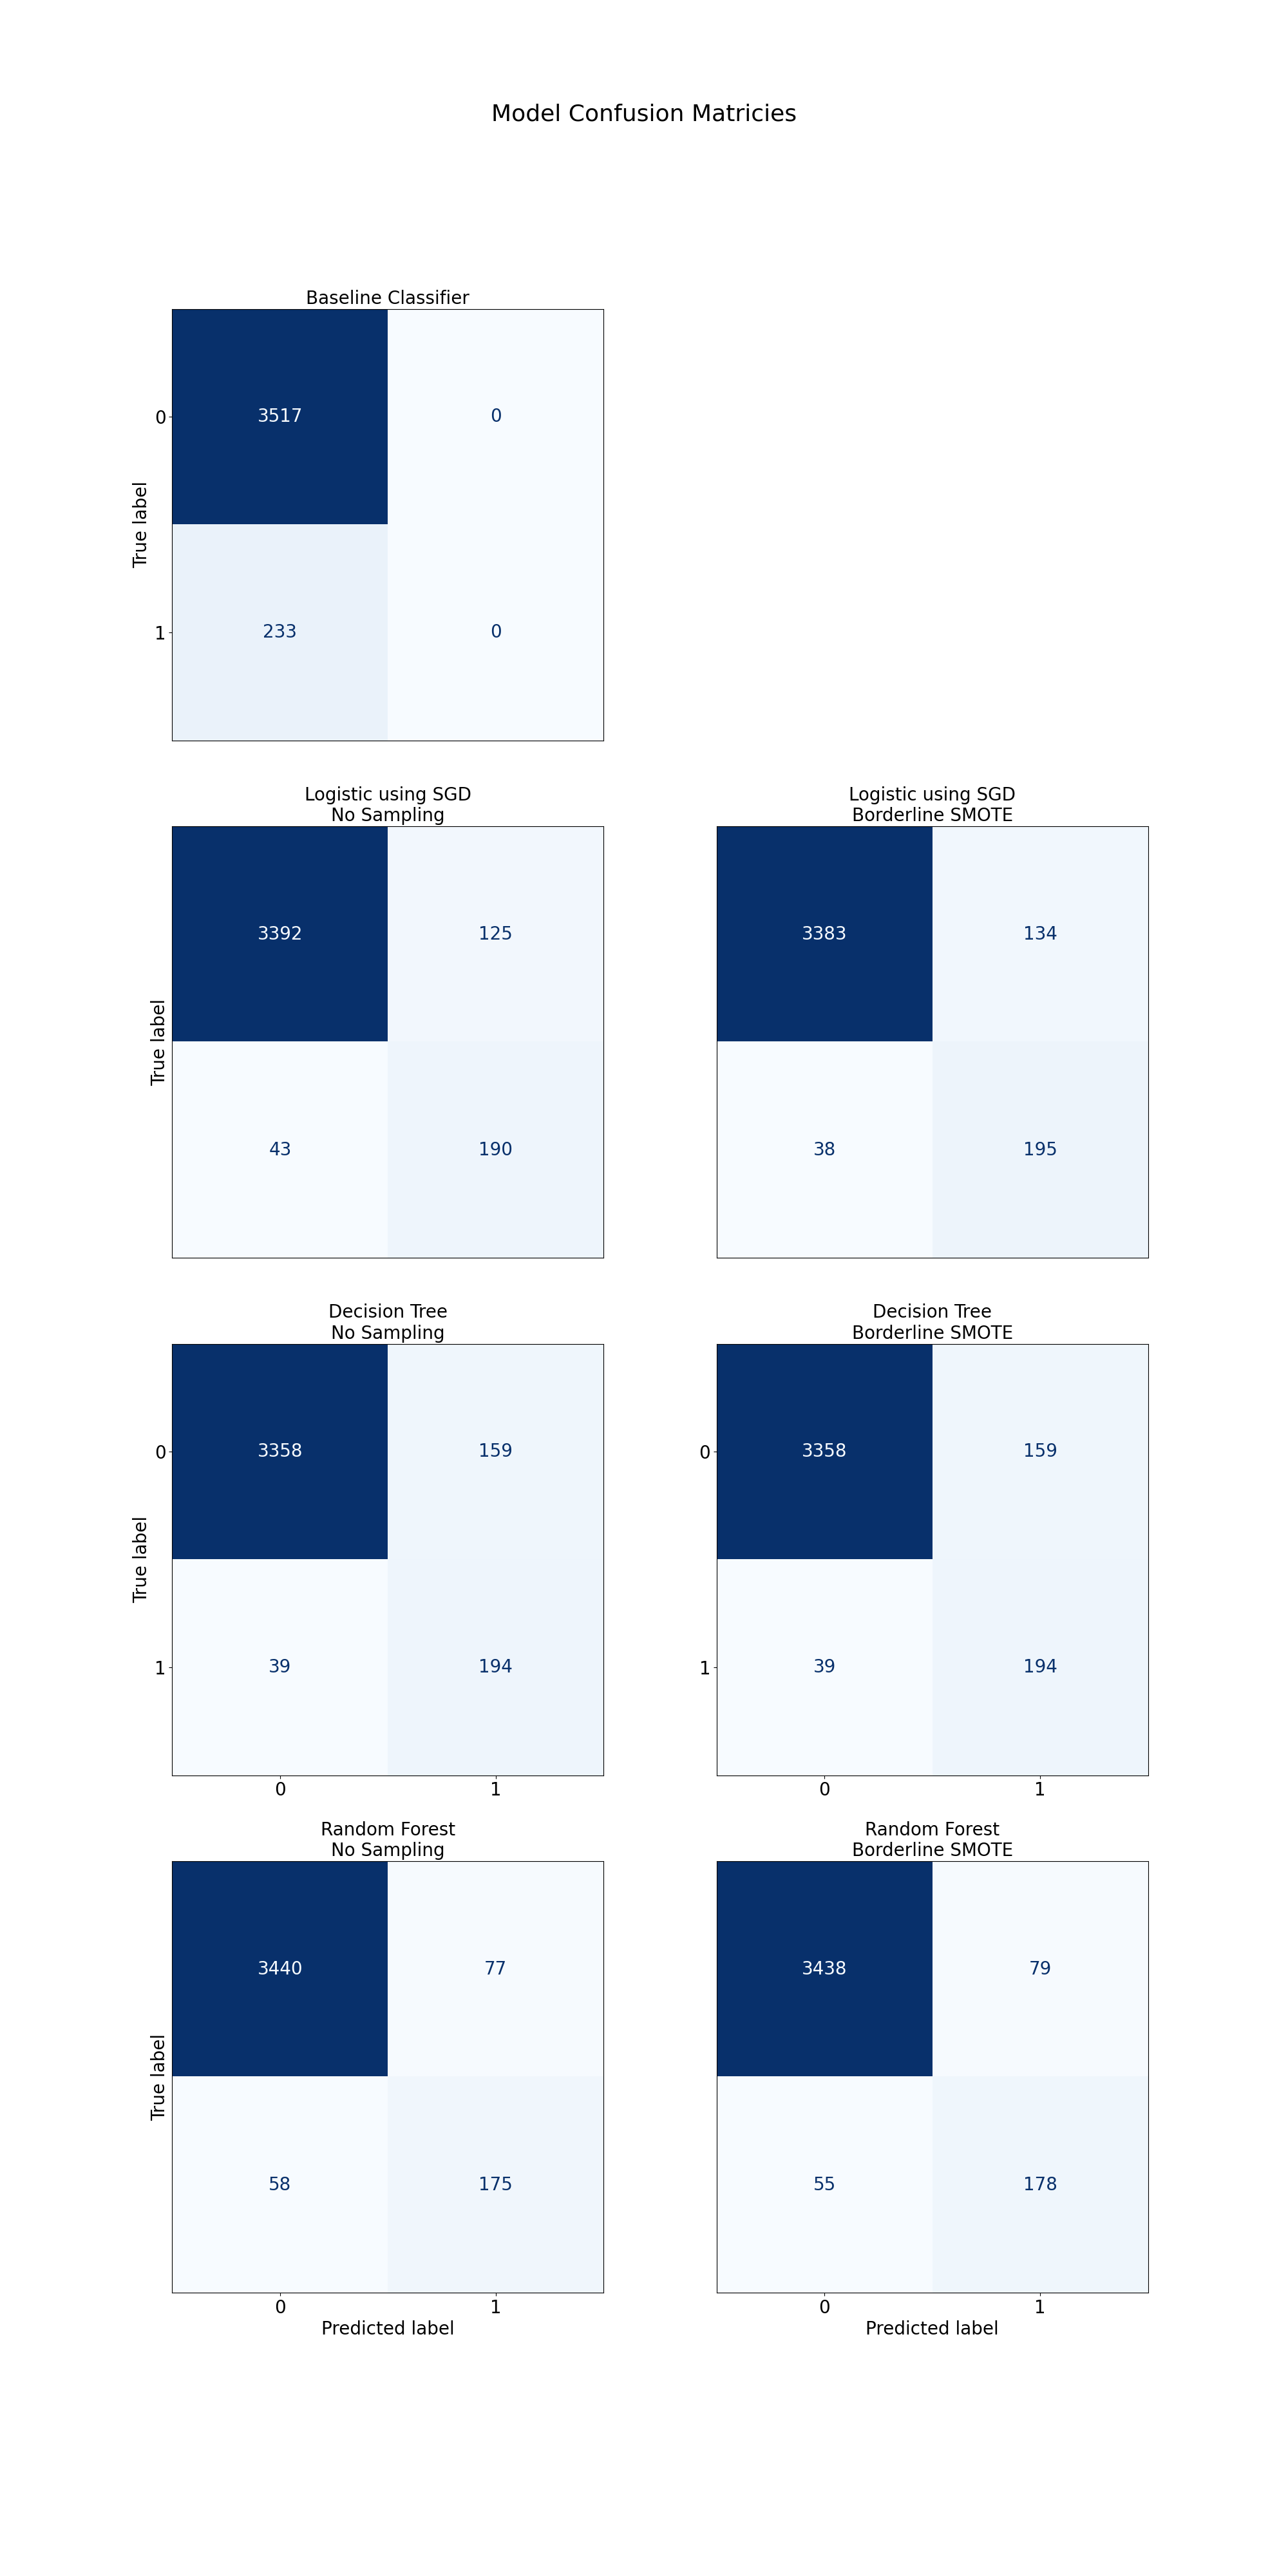 Model Confusion Matricies
Baseline Classifier
0
3517
0
True label
1
233
0
Logistic using SGD
No Sampling
3392
125
True label
43
190
Logistic using SGD
Borderline SMOTE
3383
134
38
195
Decision Tree
No Sampling
0
3358
159
True label
1
39
194
0
1
Decision Tree
Borderline SMOTE
0
3358
159
1
39
194
0
1
Random Forest
No Sampling
3440
77
True label
58
175
0
1
Predicted label
Random Forest
Borderline SMOTE
3438
79
55
178
0
1
Predicted label